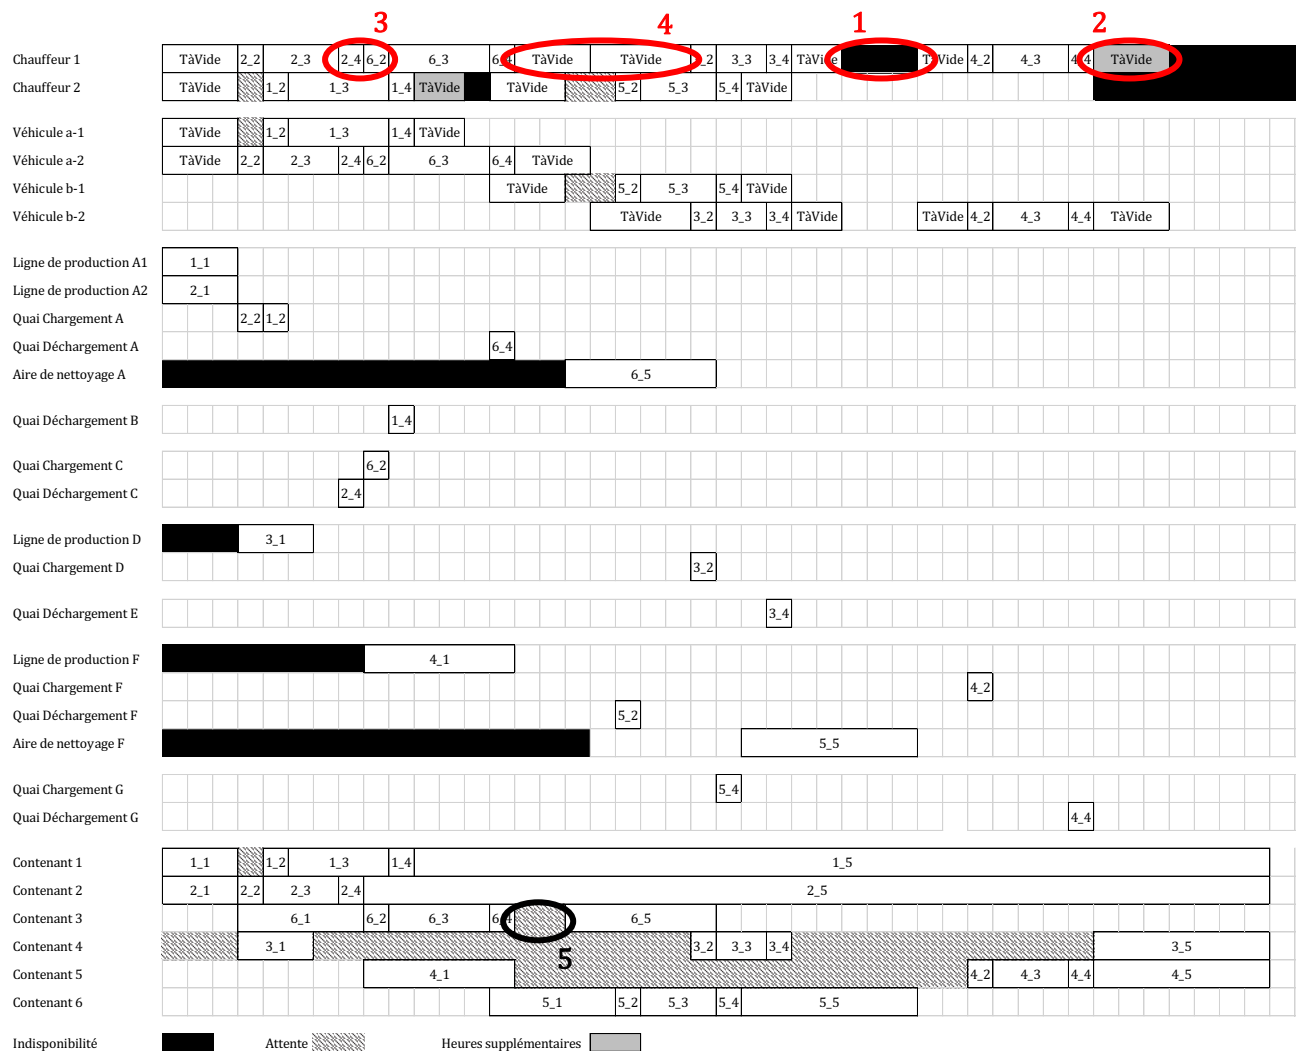 3 4 1 2
Chauffeur 1 TàVide 2_2 2_3 2_4 6_2 6_3 6_4 TàVide TàVide _2 3_3 3_4 TàVide TàVide 4_2 4_3 4_4 TàVide
Chauffeur 2 TàVide 1_2 1_3 1_4 TàVide TàVide 5_2 5_3 5_4 TàVide
Véhicule a-1 TàVide 1_2 1_3 1_4 TàVide
Véhicule a-2 TàVide 2_2 2_3 2_4 6_2 6_3 6_4 TàVide
Véhicule b-1 TàVide 5_2 5_3 5_4 TàVide
Véhicule b-2 TàVide 3_2 3_3 3_4 TàVide TàVide 4_2 4_3 4_4 TàVide
Ligne de production A1 1_1
Ligne de production A2 2_1
Quai Chargement A 2_2 1_2
Quai Déchargement A 6_4
Aire de nettoyage A 6_5
Quai Déchargement B 1_4
Quai Chargement C 6_2
Quai Déchargement C 2_4
Ligne de production D 3_1
Quai Chargement D 3_2
Quai Déchargement E 3_4
Ligne de production F 4_1
Quai Chargement F 4_2
Quai Déchargement F 5_2
Aire de nettoyage F 5_5
Quai Chargement G 5_4
Quai Déchargement G 4_4
Contenant 1 1_1 1_2 1_3 1_4 1_5
Contenant 2 2_1 2_2 2_3 2_4 2_5
Contenant 3 6_1 6_2 6_3 6_4 6_5
Contenant 4 3_1 3_2 3_3 3_4 3_5
5
Contenant 5 4_1 4_2 4_3 4_4 4_5
Contenant 6 5_1 5_2 5_3 5_4 5_5
Indisponibilité Attente Heures supplémentaires